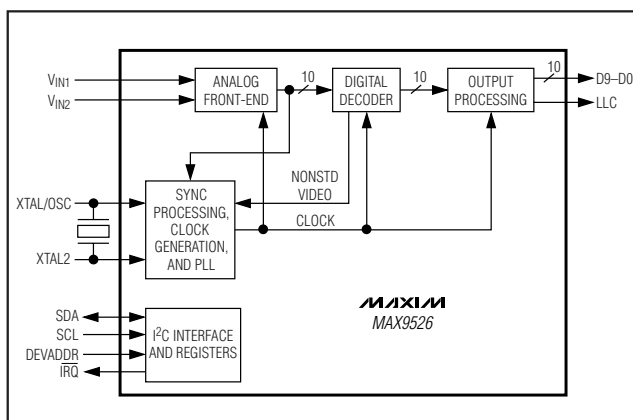 V_IN1
V_IN2
ANALOG
FRONT-END
10
DIGITAL
DECODER
10
OUTPUT
PROCESSING
10
D9–D0
LLC
XTAL/OSC
XTAL2
SYNC
PROCESSING,
CLOCK
GENERATION,
AND PLL
NONSTD
VIDEO
CLOCK
SDA
SCL
DEVADDR
IRQ
I²C INTERFACE
AND REGISTERS
MAXIM
MAX9526